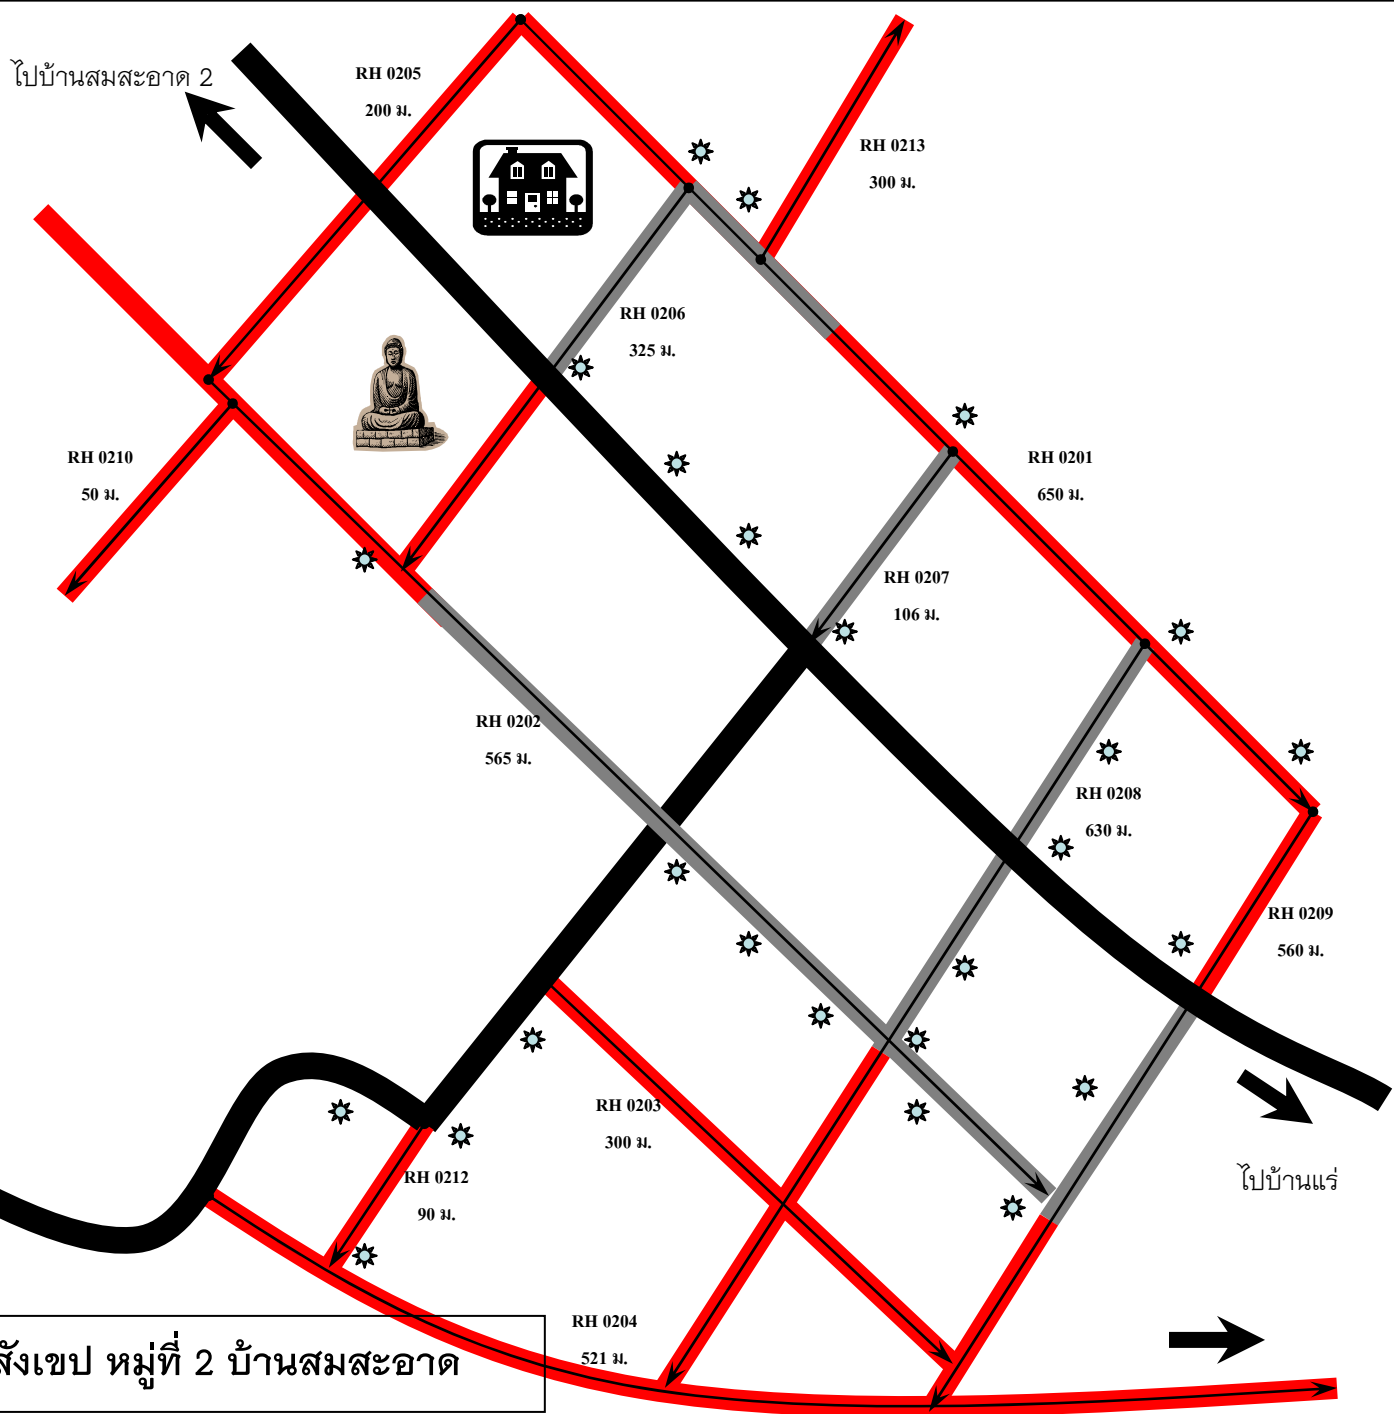 ไปบ้านสมสะอาด 2
RH 0205
200 ม.
RH 0213
300 ม.
RH 0206
325 ม.
RH 0210
50 ม.
RH 0201
650 ม.
RH 0207
106 ม.
RH 0202
565 ม.
RH 0208
630 ม.
RH 0209
560 ม.
RH 0203
300 ม.
RH 0212
90 ม.
ไปบ้านแร่
RH 0204
521 ม.
สังเขป หมู่ที่ 2 บ้านสมสะอาด